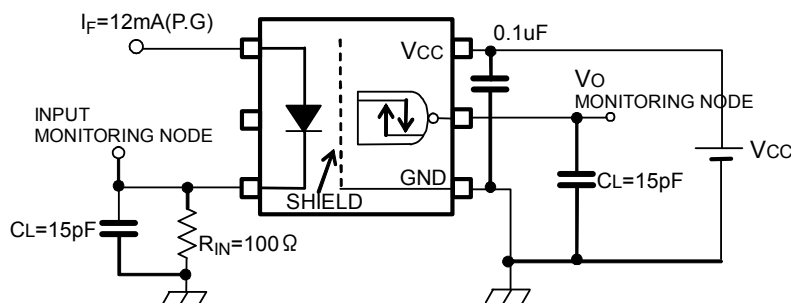 IF=12mA(P.G)
VCC
0.1uF
INPUT
MONITORING NODE
VO
MONITORING NODE
VCC
GND
SHIELD
CL=15pF
RIN=100Ω
CL=15pF